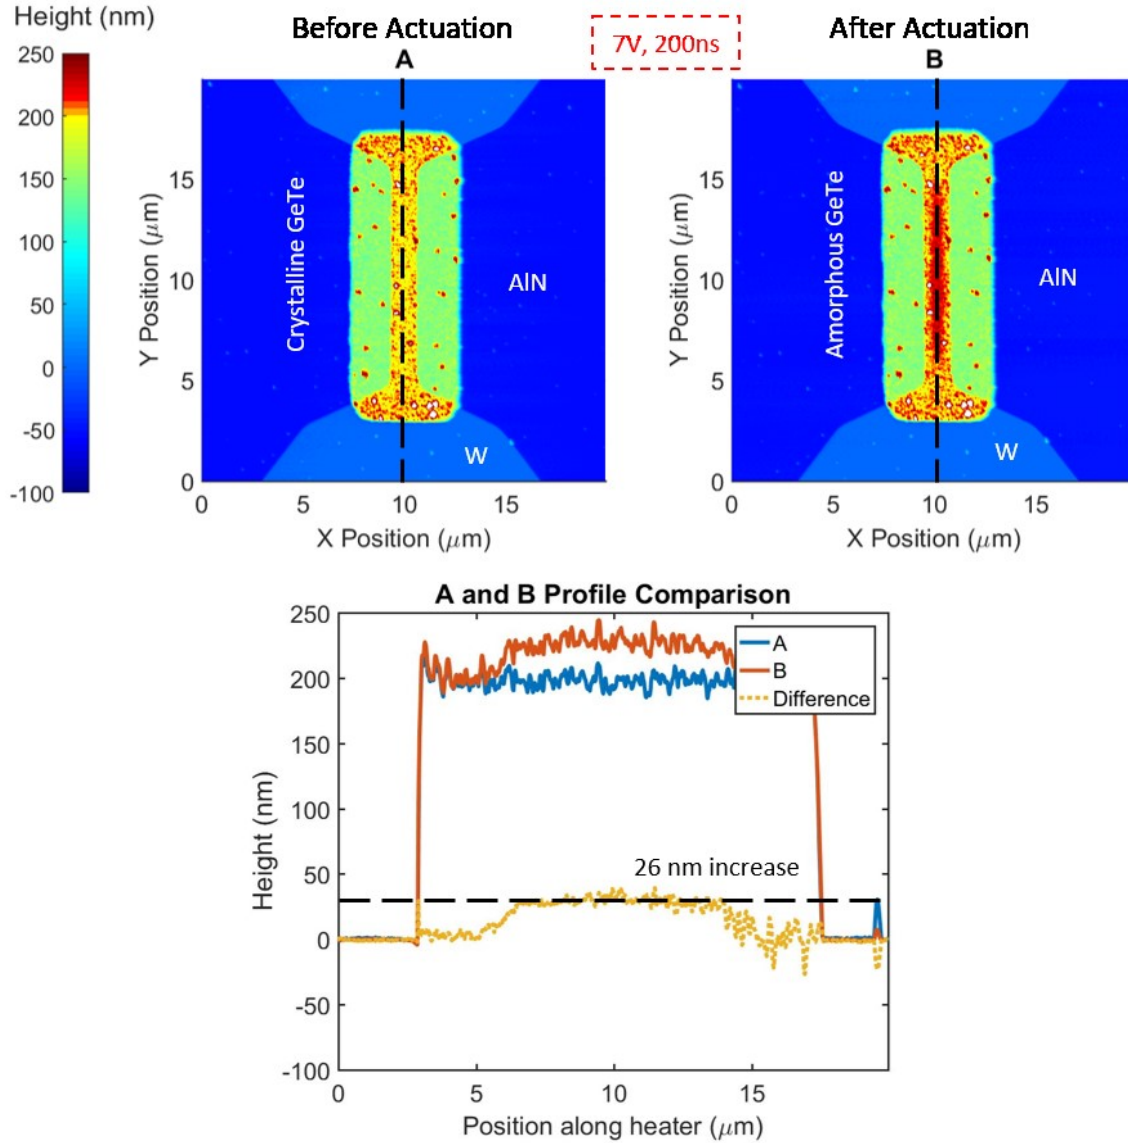 Height (nm)
250
200
150
100
50
0
-50
-100
Before Actuation
A
7V, 200ns
After Actuation
B
Y Position (μm)
15
10
5
0
Crystalline GeTe
AlN
W
0
5
10
15
X Position (μm)
Y Position (μm)
15
10
5
0
Amorphous GeTe
AlN
W
0
5
10
15
X Position (μm)
A and B Profile Comparison
Height (nm)
250
200
150
100
50
0
-50
-100
A
B
Difference
26 nm increase
0
5
10
15
Position along heater (μm)